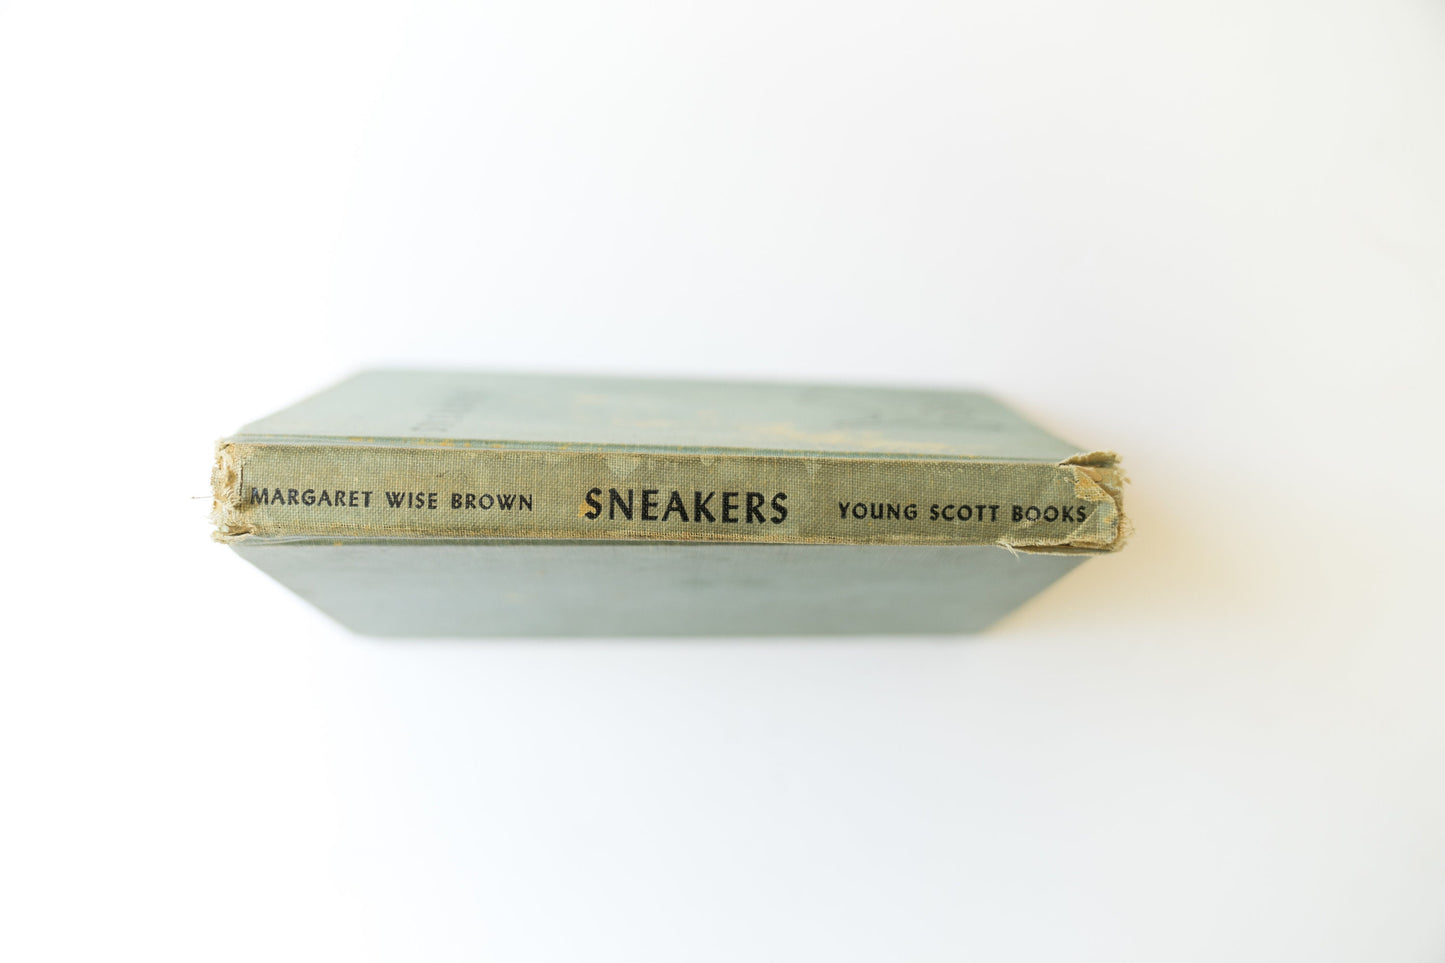 MARGARET WISE BROWN SNEAKERS YOUNG SCOTT BOOKS